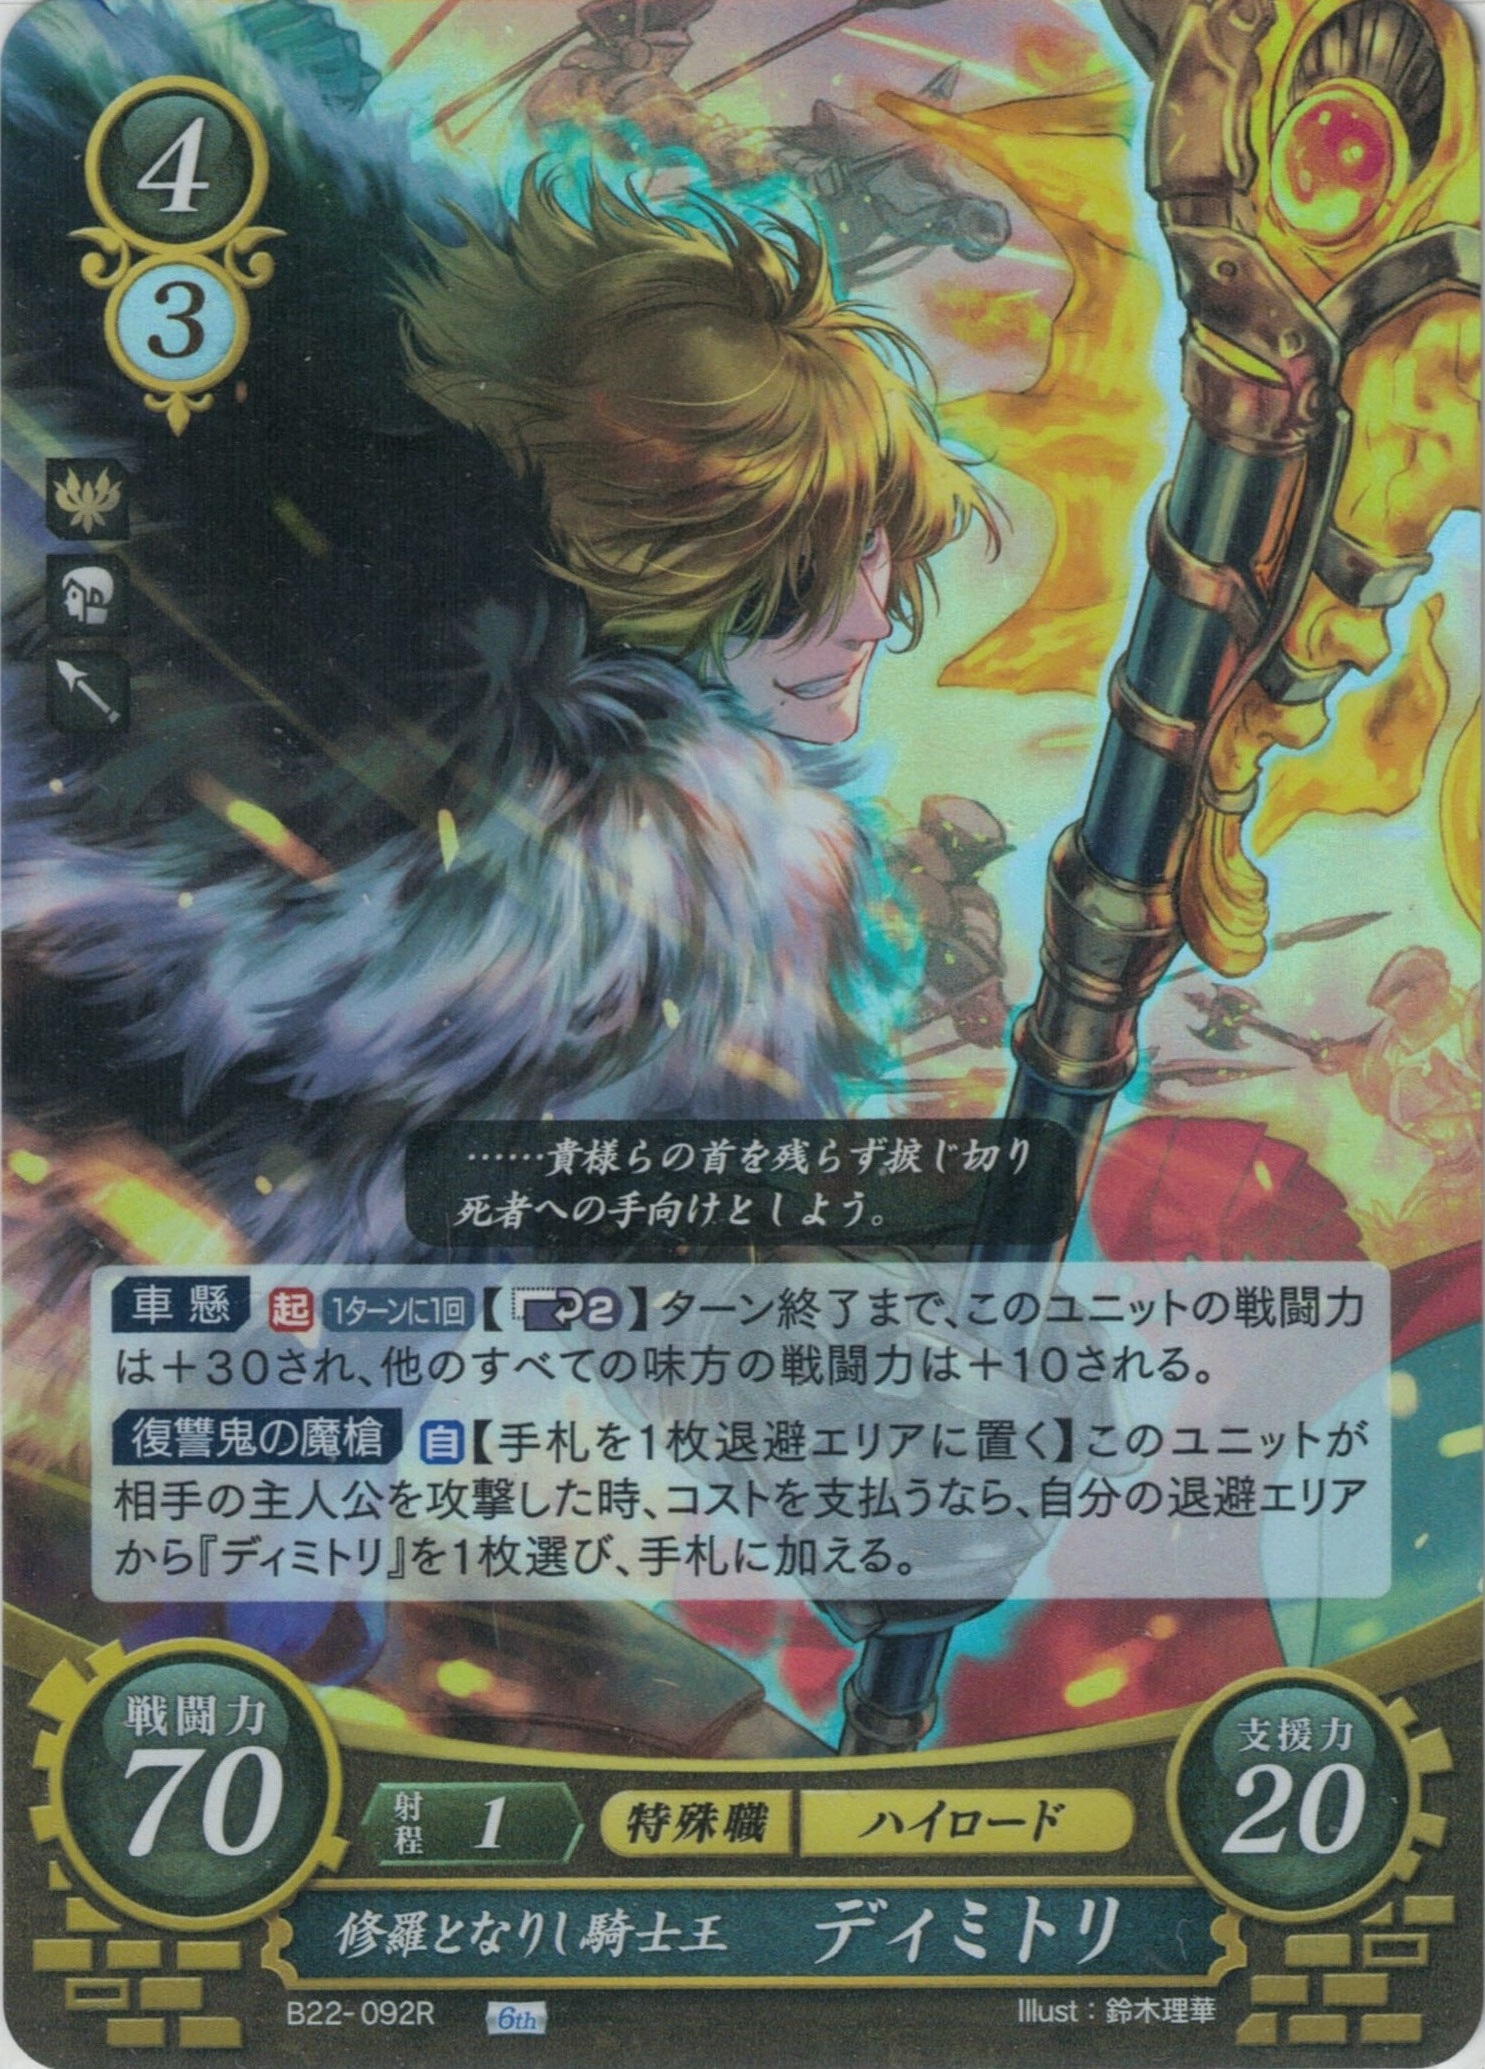 4
3
……貴様らの首を残らず捩じ切り
死者への手向けとしよう。
車懸 起 1ターンに1回【2】ターン終了まで、このユニットの戦闘力
は＋30され、他のすべての味方の戦闘力は＋10される。
復讐鬼の魔槍 自【手札を1枚退避エリアに置く】このユニットが
相手の主人公を攻撃した時、コストを支払うなら、自分の退避エリア
から『ディミトリ』を1枚選び、手札に加える。
戦闘力
70
射程 1
特殊職 ハイロード
支援力
20
修羅となりし騎士王 ディミトリ
B22-092R 6th Illust：鈴木理華